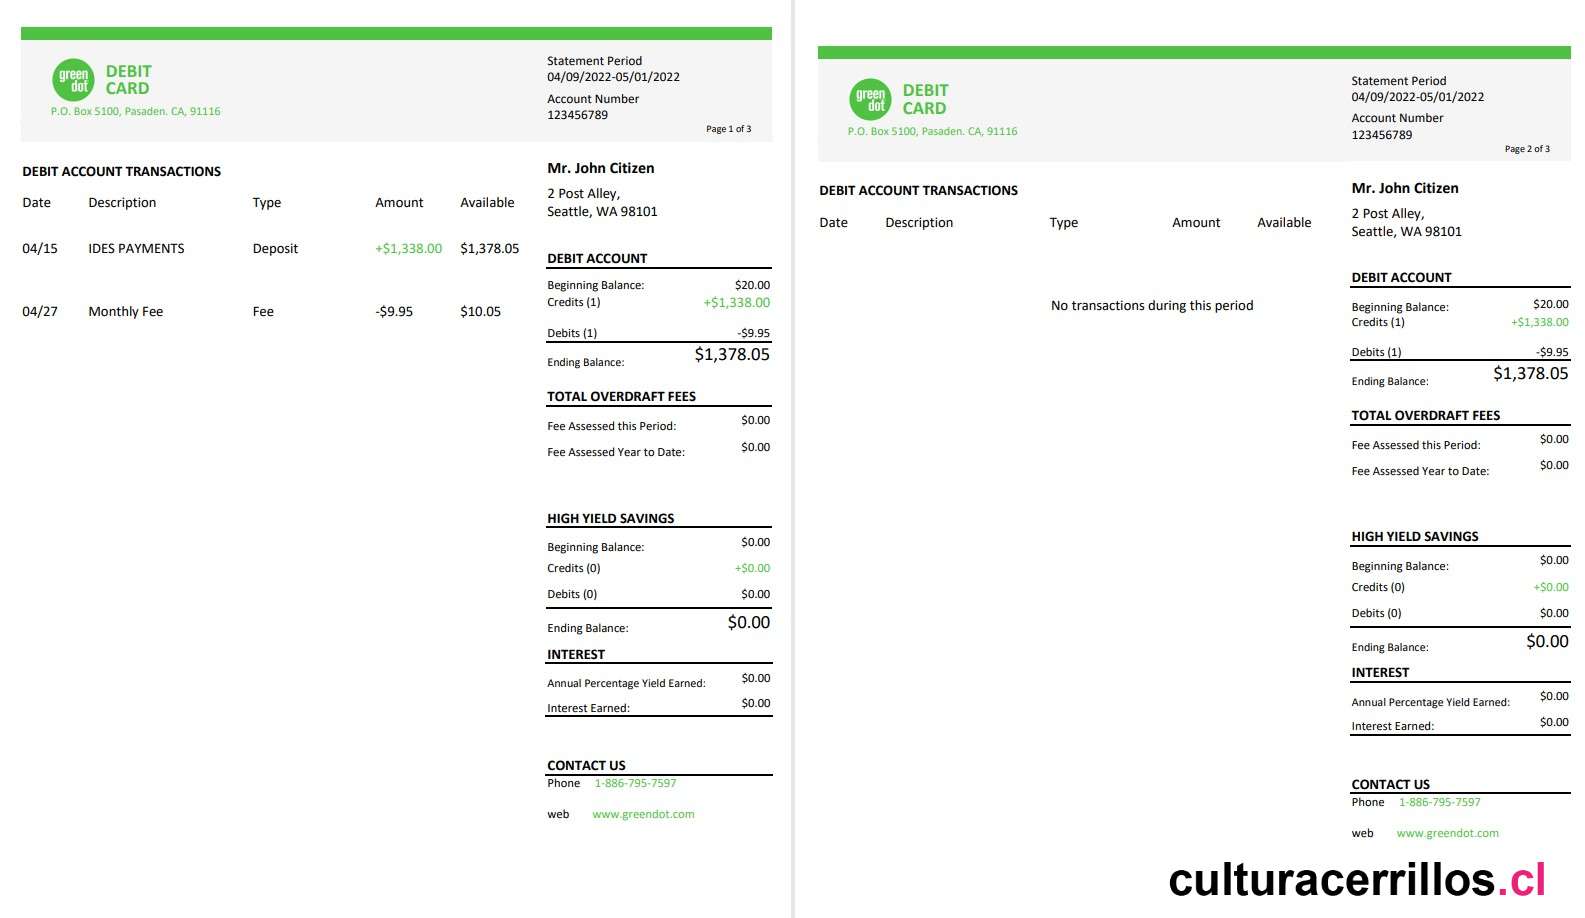 green dot DEBIT CARD
P.O. Box 5100, Pasaden. CA, 91116
Statement Period
04/09/2022-05/01/2022
Account Number
123456789
Page 1 of 3
DEBIT ACCOUNT TRANSACTIONS
Date Description Type Amount Available
04/15 IDES PAYMENTS Deposit +$1,338.00 $1,378.05
04/27 Monthly Fee Fee -$9.95 $10.05
Mr. John Citizen
2 Post Alley,
Seattle, WA 98101
DEBIT ACCOUNT
Beginning Balance: $20.00
Credits (1) +$1,338.00
Debits (1) -$9.95
Ending Balance: $1,378.05
TOTAL OVERDRAFT FEES
Fee Assessed this Period: $0.00
Fee Assessed Year to Date: $0.00
HIGH YIELD SAVINGS
Beginning Balance: $0.00
Credits (0) +$0.00
Debits (0) $0.00
Ending Balance: $0.00
INTEREST
Annual Percentage Yield Earned: $0.00
Interest Earned: $0.00
CONTACT US
Phone 1-886-795-7597
web www.greendot.com
green dot DEBIT CARD
P.O. Box 5100, Pasaden. CA, 91116
Statement Period
04/09/2022-05/01/2022
Account Number
123456789
Page 2 of 3
DEBIT ACCOUNT TRANSACTIONS
Date Description Type Amount Available
No transactions during this period
Mr. John Citizen
2 Post Alley,
Seattle, WA 98101
DEBIT ACCOUNT
Beginning Balance: $20.00
Credits (1) +$1,338.00
Debits (1) -$9.95
Ending Balance: $1,378.05
TOTAL OVERDRAFT FEES
Fee Assessed this Period: $0.00
Fee Assessed Year to Date: $0.00
HIGH YIELD SAVINGS
Beginning Balance: $0.00
Credits (0) +$0.00
Debits (0) $0.00
Ending Balance: $0.00
INTEREST
Annual Percentage Yield Earned: $0.00
Interest Earned: $0.00
CONTACT US
Phone 1-886-795-7597
web www.greendot.com
culturacerrillos.cl